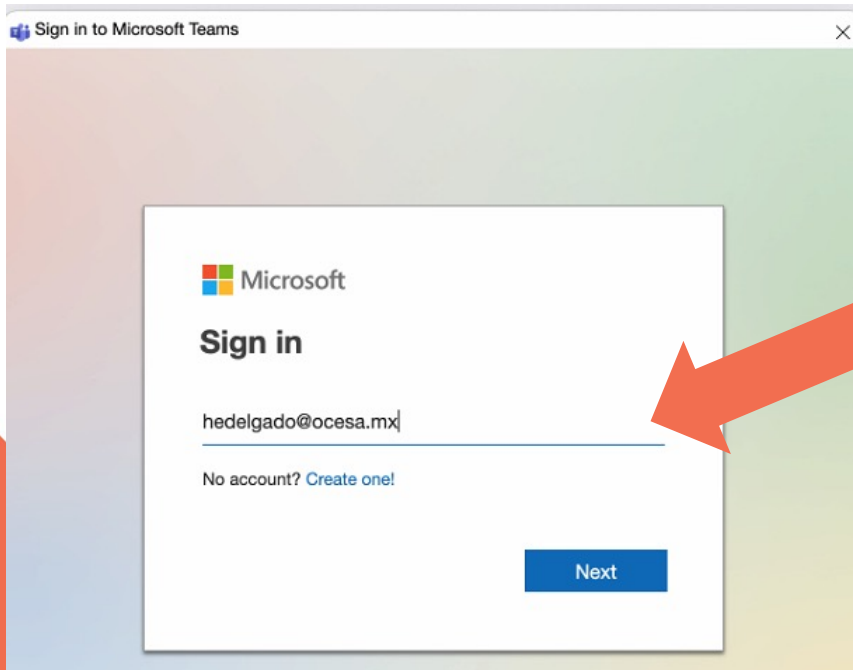 Sign in to Microsoft Teams
Microsoft
Sign in
hedelgado@ocesa.mx
No account? Create one!
Next